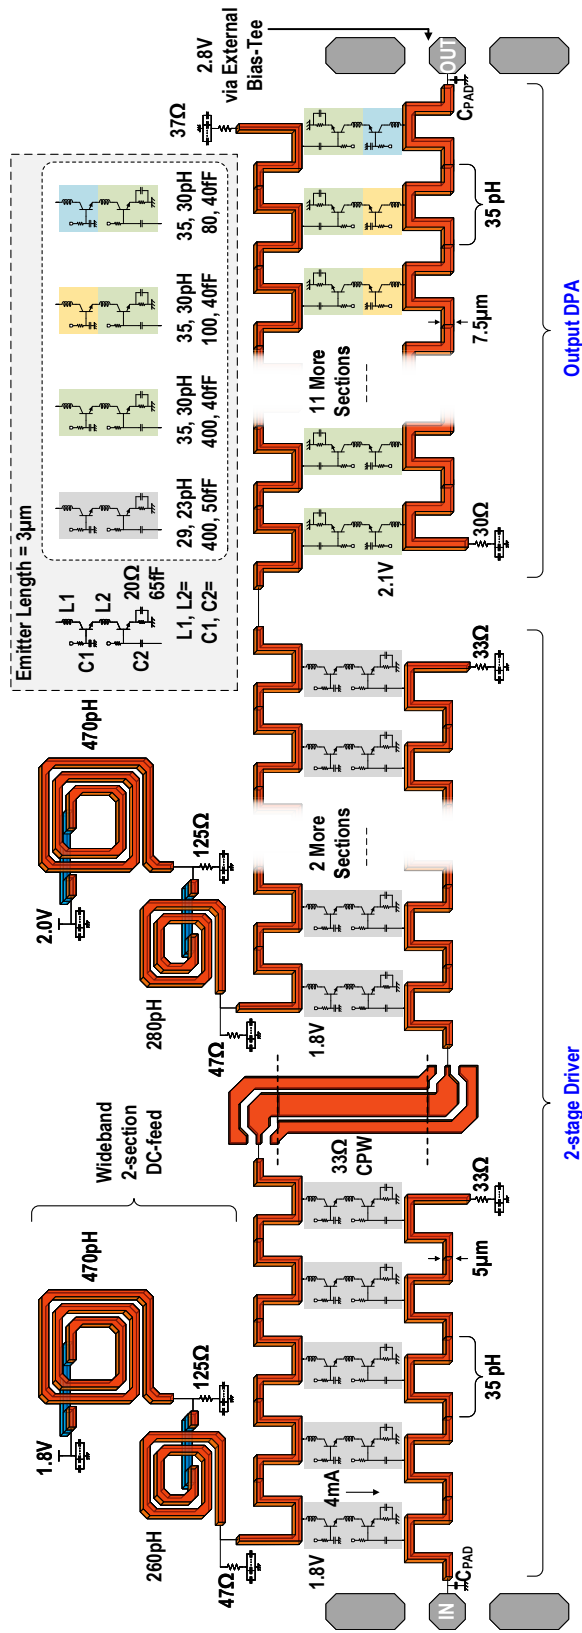 IN
C_PAD
1.8V
470pH
260pH
125Ω
47Ω
Wideband
2-section
DC-feed
1.8V
4mA
35 pH
5µm
33Ω
33Ω
CPW
2.0V
470pH
280pH
125Ω
47Ω
1.8V
2 More
Sections
33Ω
2-stage Driver
Emitter Length = 3µm
L1
C1
L2
C2
20Ω
65fF
L1, L2=
C1, C2=
29, 23pH
400, 50fF
35, 30pH
400, 40fF
35, 30pH
100, 40fF
35, 30pH
80, 40fF
2.1V
30Ω
11 More
Sections
7.5µm
35 pH
37Ω
2.8V
via External
Bias-Tee
C_PAD
OUT
Output DPA